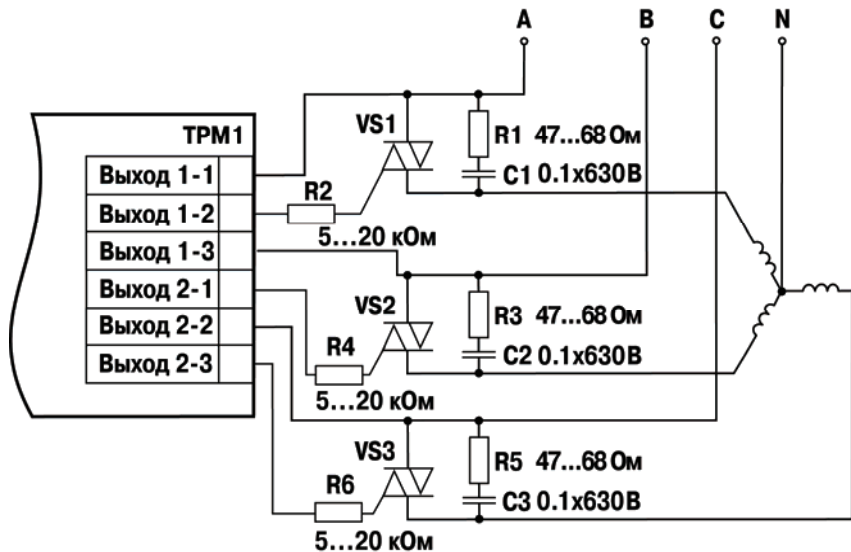 A
B
C
N
ТРМ1
VS1
R1 47...68 Ом
Выход 1-1
R2
C1 0.1x630В
Выход 1-2
5...20 кОм
Выход 1-3
Выход 2-1
VS2
R3 47...68 Ом
Выход 2-2
R4
C2 0.1x630В
Выход 2-3
5...20 кОм
VS3
R5 47...68 Ом
R6
C3 0.1x630В
5...20 кОм